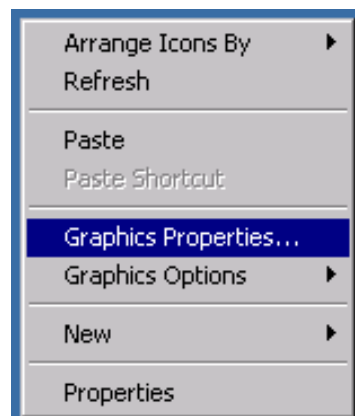 Arrange Icons By
Refresh
Paste
Paste Shortcut
Graphics Properties...
Graphics Options
New
Properties